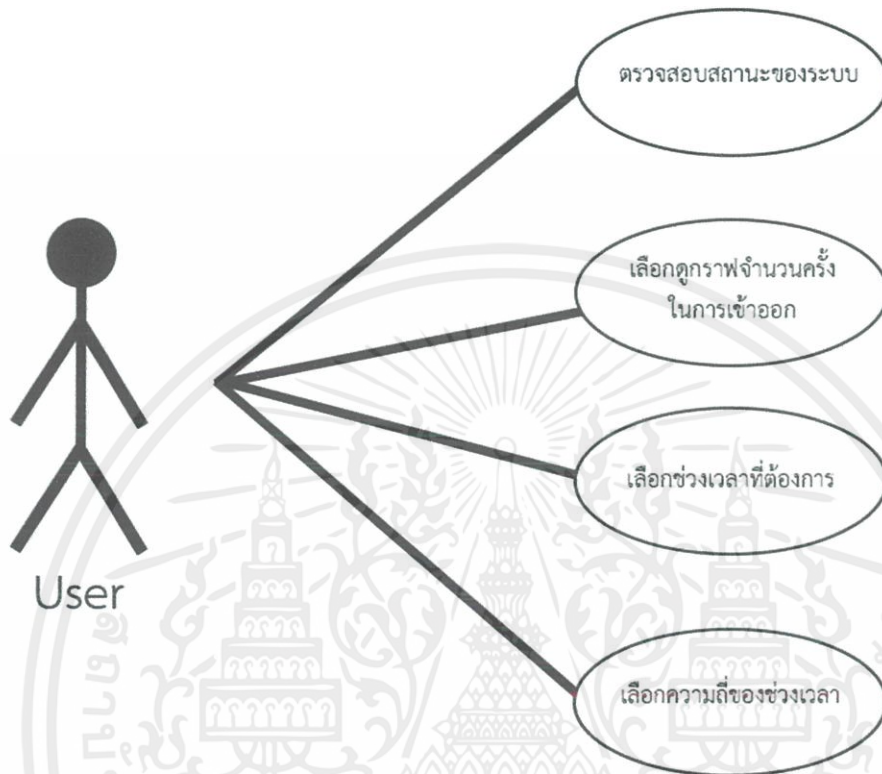 ตรวจสอบสถานะของระบบ
เลือกดูกราฟจำนวนครั้ง
ในการเข้าออก
เลือกช่วงเวลาที่ต้องการ
เลือกความถี่ของช่วงเวลา
User